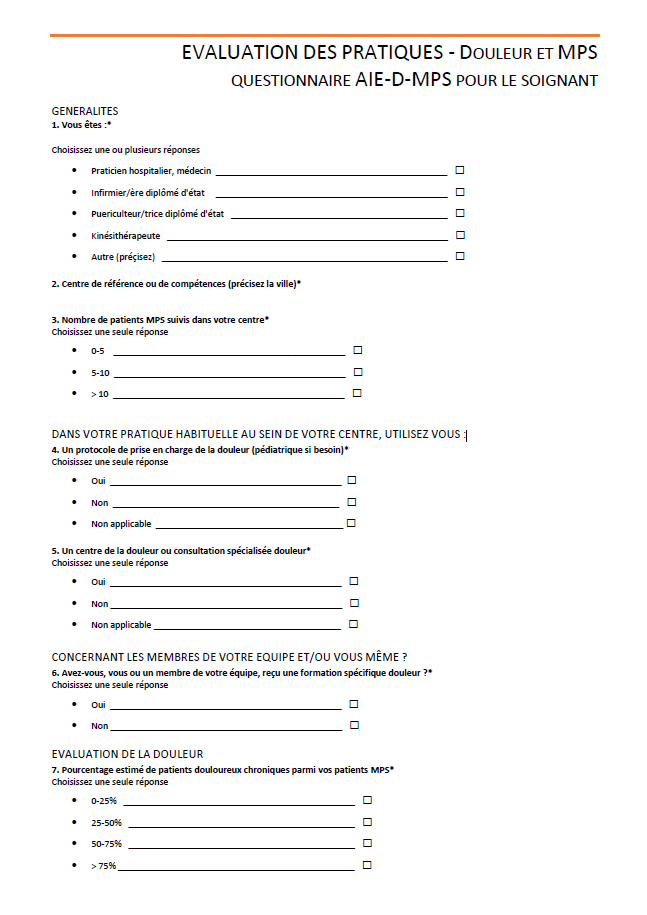 EVALUATION DES PRATIQUES - DOULEUR ET MPS
QUESTIONNAIRE AIE-D-MPS POUR LE SOIGNANT
GENERALITES
1. Vous êtes :*
Choisissez une ou plusieurs réponses
• Praticien hospitalier, médecin ☐
• Infirmier/ère diplômé d'état ☐
• Puericulteur/trice diplômé d'état ☐
• Kinésithérapeute ☐
• Autre (préçisez) ☐
2. Centre de référence ou de compétences (précisez la ville)*
3. Nombre de patients MPS suivis dans votre centre*
Choisissez une seule réponse
• 0-5 ☐
• 5-10 ☐
• > 10 ☐
DANS VOTRE PRATIQUE HABITUELLE AU SEIN DE VOTRE CENTRE, UTILISEZ VOUS :
4. Un protocole de prise en charge de la douleur (pédiatrique si besoin)*
Choisissez une seule réponse
• Oui ☐
• Non ☐
• Non applicable ☐
5. Un centre de la douleur ou consultation spécialisée douleur*
Choisissez une seule réponse
• Oui ☐
• Non ☐
• Non applicable ☐
CONCERNANT LES MEMBRES DE VOTRE EQUIPE ET/OU VOUS MÊME ?
6. Avez-vous, vous ou un membre de votre équipe, reçu une formation spécifique douleur ?*
Choisissez une seule réponse
• Oui ☐
• Non ☐
EVALUATION DE LA DOULEUR
7. Pourcentage estimé de patients douloureux chroniques parmi vos patients MPS*
Choisissez une seule réponse
• 0-25% ☐
• 25-50% ☐
• 50-75% ☐
• > 75% ☐